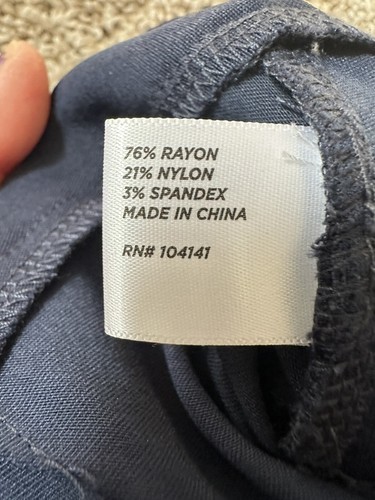 76% RAYON
21% NYLON
3% SPANDEX
MADE IN CHINA
RN# 104141